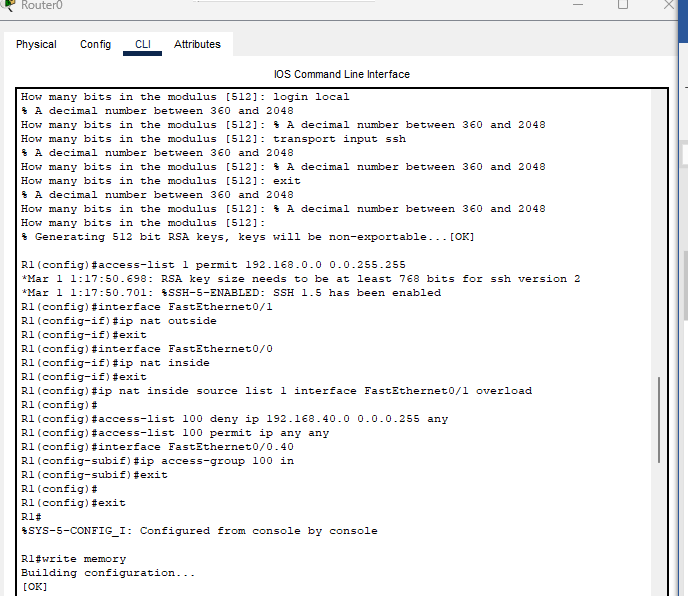 Router0
Physical Config CLI Attributes
IOS Command Line Interface
How many bits in the modulus [512]: login local
% A decimal number between 360 and 2048
How many bits in the modulus [512]: % A decimal number between 360 and 2048
How many bits in the modulus [512]: transport input ssh
% A decimal number between 360 and 2048
How many bits in the modulus [512]: % A decimal number between 360 and 2048
How many bits in the modulus [512]: exit
% A decimal number between 360 and 2048
How many bits in the modulus [512]: % A decimal number between 360 and 2048
How many bits in the modulus [512]:
% Generating 512 bit RSA keys, keys will be non-exportable...[OK]
R1(config)#access-list 1 permit 192.168.0.0 0.0.255.255
*Mar 1 1:17:50.698: RSA key size needs to be at least 768 bits for ssh version 2
*Mar 1 1:17:50.701: %SSH-5-ENABLED: SSH 1.5 has been enabled
R1(config)#interface FastEthernet0/1
R1(config-if)#ip nat outside
R1(config-if)#exit
R1(config)#interface FastEthernet0/0
R1(config-if)#ip nat inside
R1(config-if)#exit
R1(config)#ip nat inside source list 1 interface FastEthernet0/1 overload
R1(config)#
R1(config)#access-list 100 deny ip 192.168.40.0 0.0.0.255 any
R1(config)#access-list 100 permit ip any any
R1(config)#interface FastEthernet0/0.40
R1(config-subif)#ip access-group 100 in
R1(config-subif)#exit
R1(config)#
R1(config)#exit
R1#
%SYS-5-CONFIG_I: Configured from console by console
R1#write memory
Building configuration...
[OK]